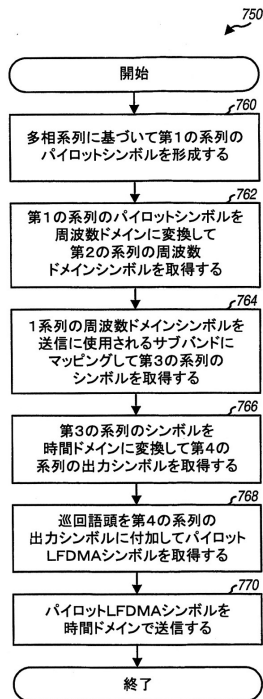 750
開始
760
多相系列に基づいて第1の系列の
パイロットシンボルを形成する
762
第1の系列のパイロットシンボルを
周波数ドメインに変換して
第2の系列の周波数
ドメインシンボルを取得する
764
1系列の周波数ドメインシンボルを
送信に使用されるサブバンドに
マッピングして第3の系列の
シンボルを取得する
766
第3の系列のシンボルを
時間ドメインに変換して第4の
系列の出力シンボルを取得する
768
巡回語頭を第4の系列の
出力シンボルに付加してパイロット
LFDMAシンボルを取得する
770
パイロットLFDMAシンボルを
時間ドメインで送信する
終了